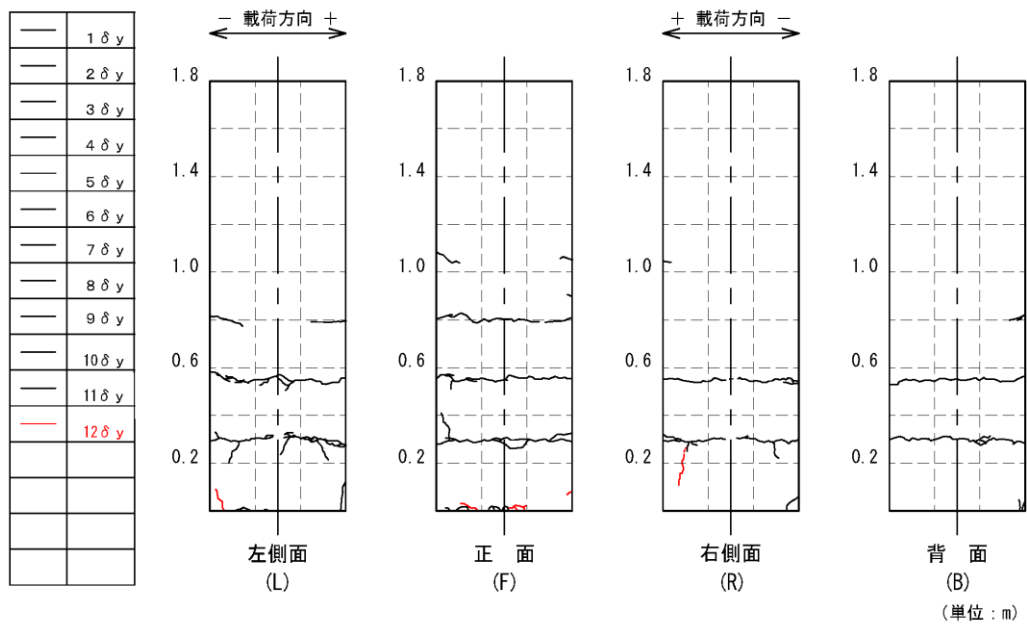 1δy
2δy
3δy
4δy
5δy
6δy
7δy
8δy
9δy
10δy
11δy
12δy
− 載荷方向 +
1.8
1.4
1.0
0.6
0.2
左側面
(L)
1.8
1.4
1.0
0.6
0.2
正 面
(F)
+ 載荷方向 −
1.8
1.4
1.0
0.6
0.2
右側面
(R)
1.8
1.4
1.0
0.6
0.2
背 面
(B)
(単位:m)